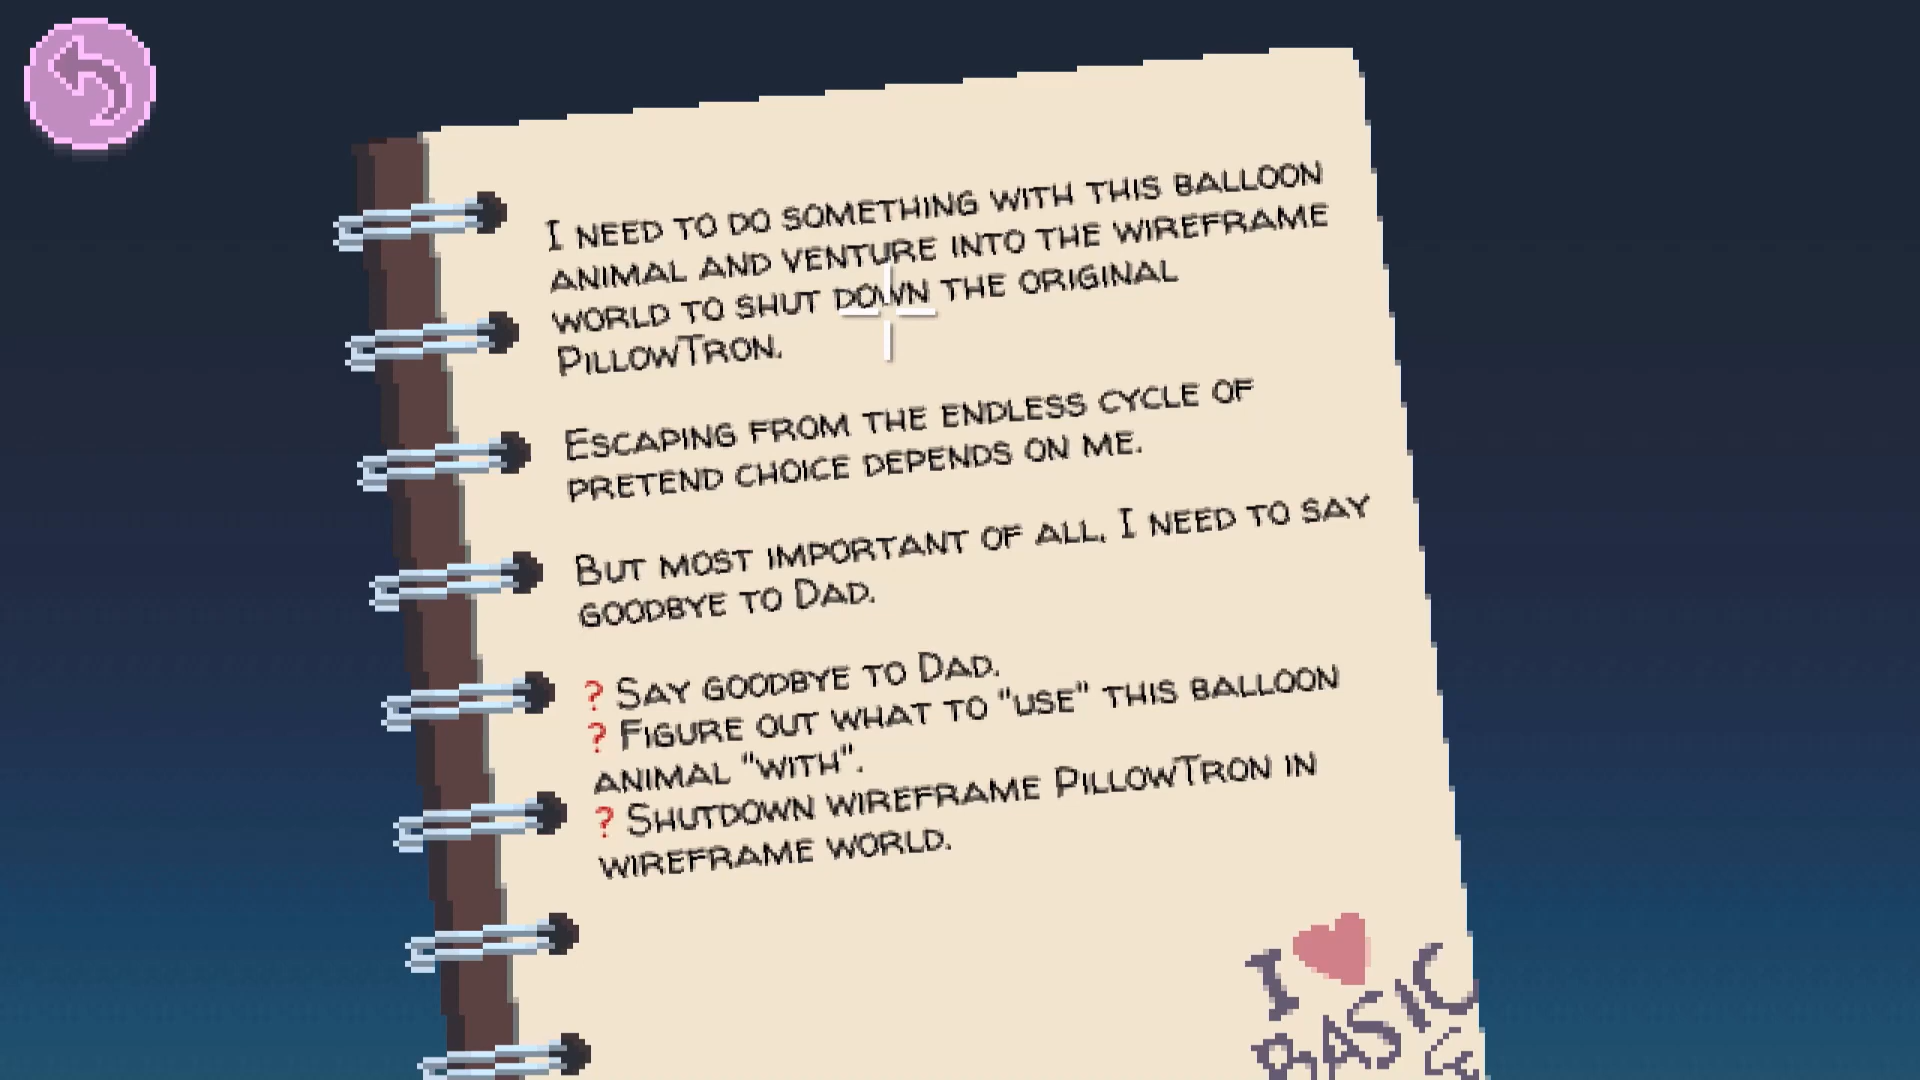 I need to do something with this balloon
animal and venture into the wireframe
world to shut down the original
PillowTron.
Escaping from the endless cycle of
pretend choice depends on me.
But most important of all, I need to say
goodbye to Dad.
? Say goodbye to Dad.
? Figure out what to "use" this balloon
animal "with".
? Shutdown wireframe PillowTron in
wireframe world.
I
BASIC